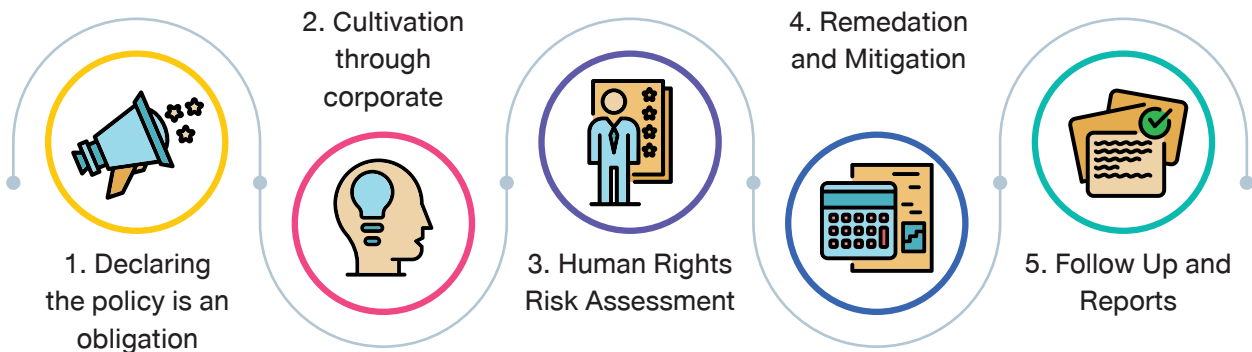 1. Declaring
the policy is an
obligation
2. Cultivation
through
corporate
3. Human Rights
Risk Assessment
4. Remedation
and Mitigation
5. Follow Up and
Reports